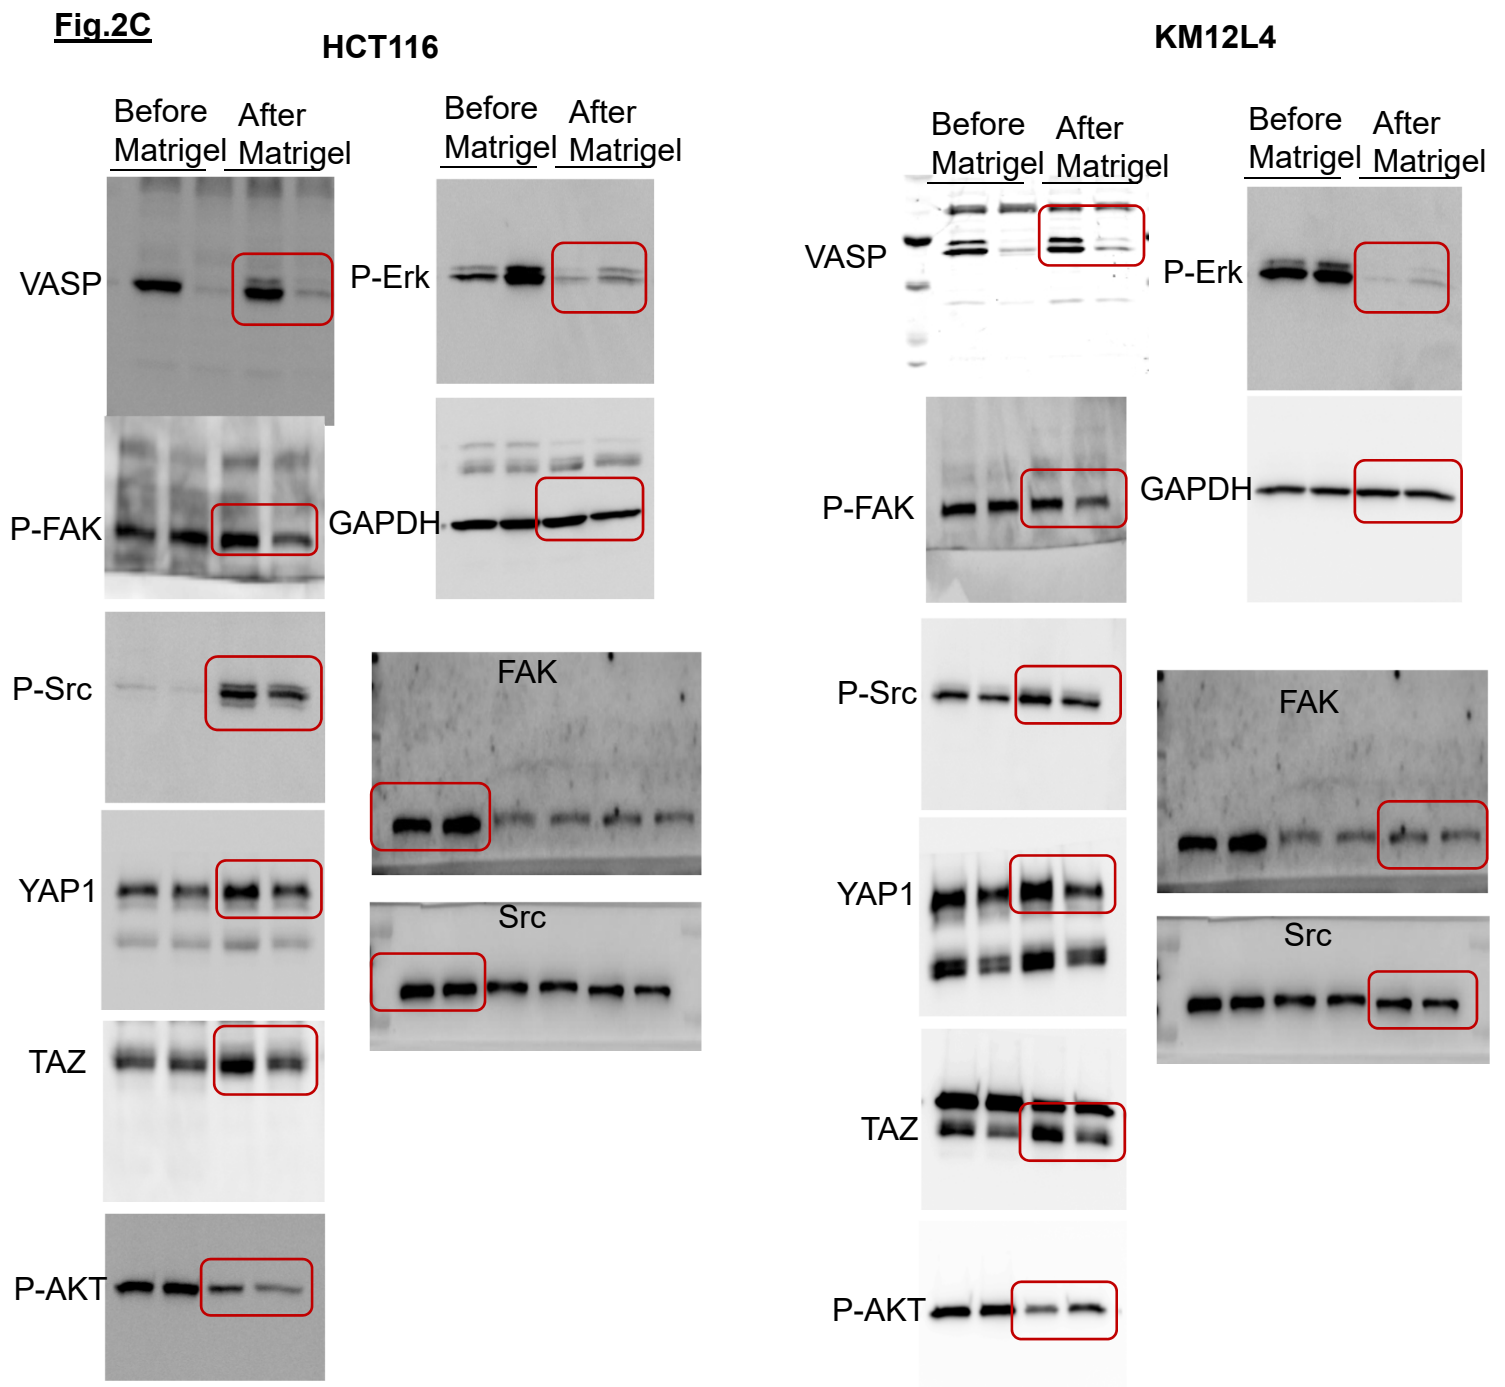 Fig.2C
HCT116
KM12L4
Before
Matrigel
After
Matrigel
Before
Matrigel
After
Matrigel
Before
Matrigel
After
Matrigel
Before
Matrigel
After
Matrigel
VASP
P-Erk
VASP
P-Erk
P-FAK
GAPDH
P-FAK
GAPDH
P-Src
FAK
P-Src
FAK
YAP1
Src
YAP1
Src
TAZ
TAZ
P-AKT
P-AKT